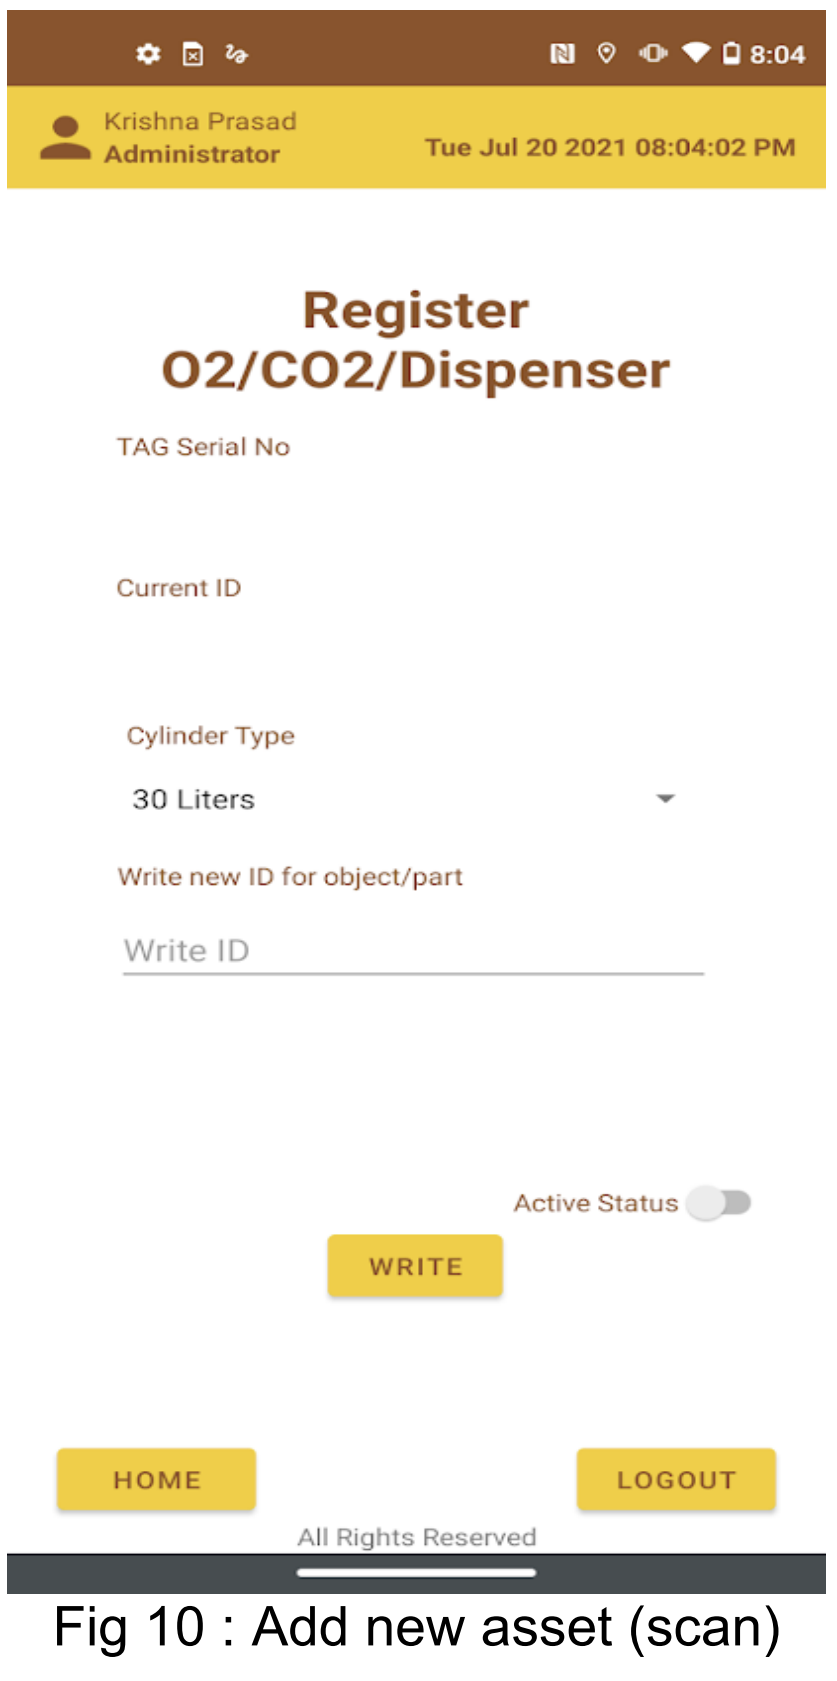 8:04
Krishna Prasad
Administrator
Tue Jul 20 2021 08:04:02 PM
Register
O2/CO2/Dispenser
TAG Serial No
Current ID
Cylinder Type
30 Liters
Write new ID for object/part
Write ID
Active Status
WRITE
HOME
LOGOUT
All Rights Reserved
Fig 10 : Add new asset (scan)